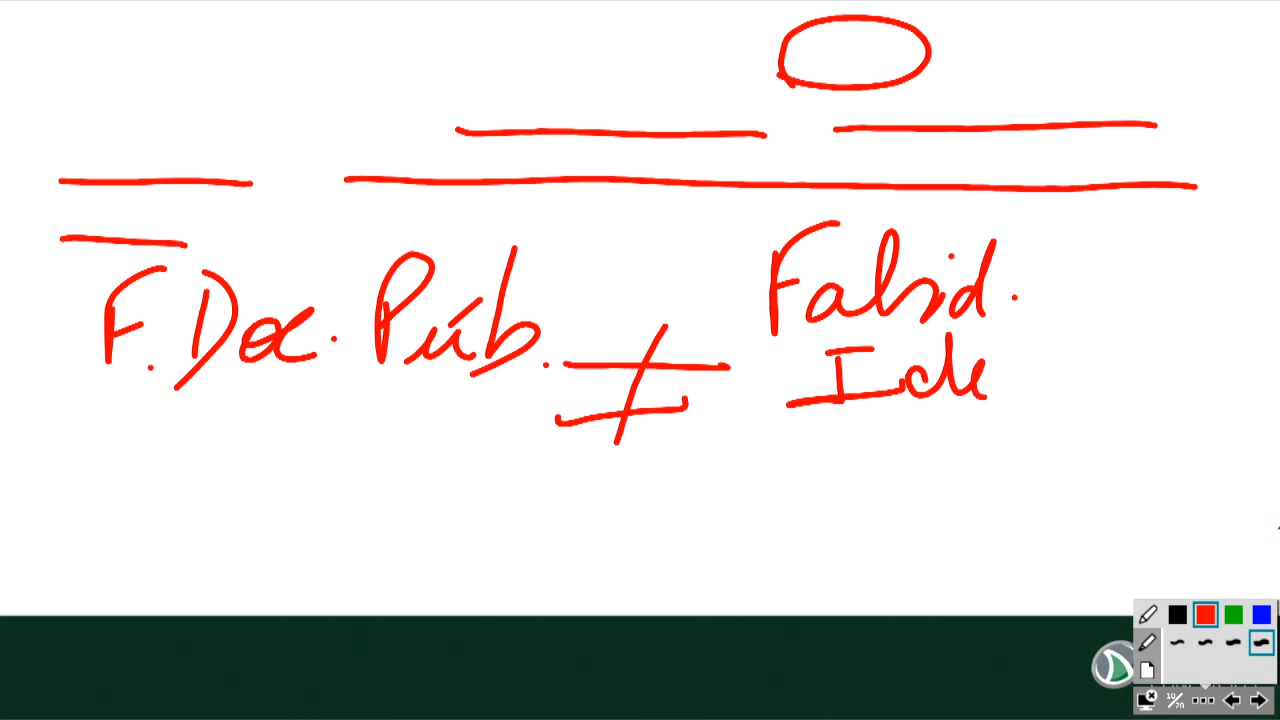 F. Doc. Púb. ≠ Falsid.
Ide